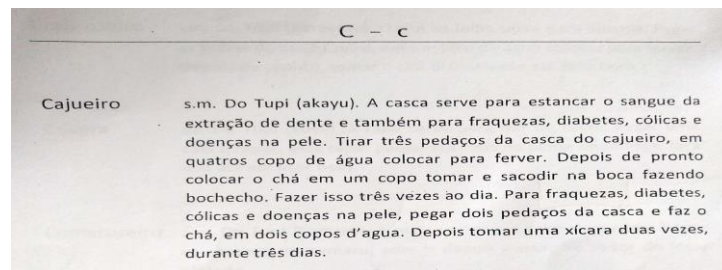 C – c
Cajueiro s.m. Do Tupi (akayu). A casca serve para estancar o sangue da
extração de dente e também para fraquezas, diabetes, cólicas e
doenças na pele. Tirar três pedaços da casca do cajueiro, em
quatros copo de água colocar para ferver. Depois de pronto
colocar o chá em um copo tomar e sacodir na boca fazendo
bochecho. Fazer isso três vezes ao dia. Para fraquezas, diabetes,
cólicas e doenças na pele, pegar dois pedaços da casca e faz o
chá, em dois copos d’agua. Depois tomar uma xícara duas vezes,
durante três dias.